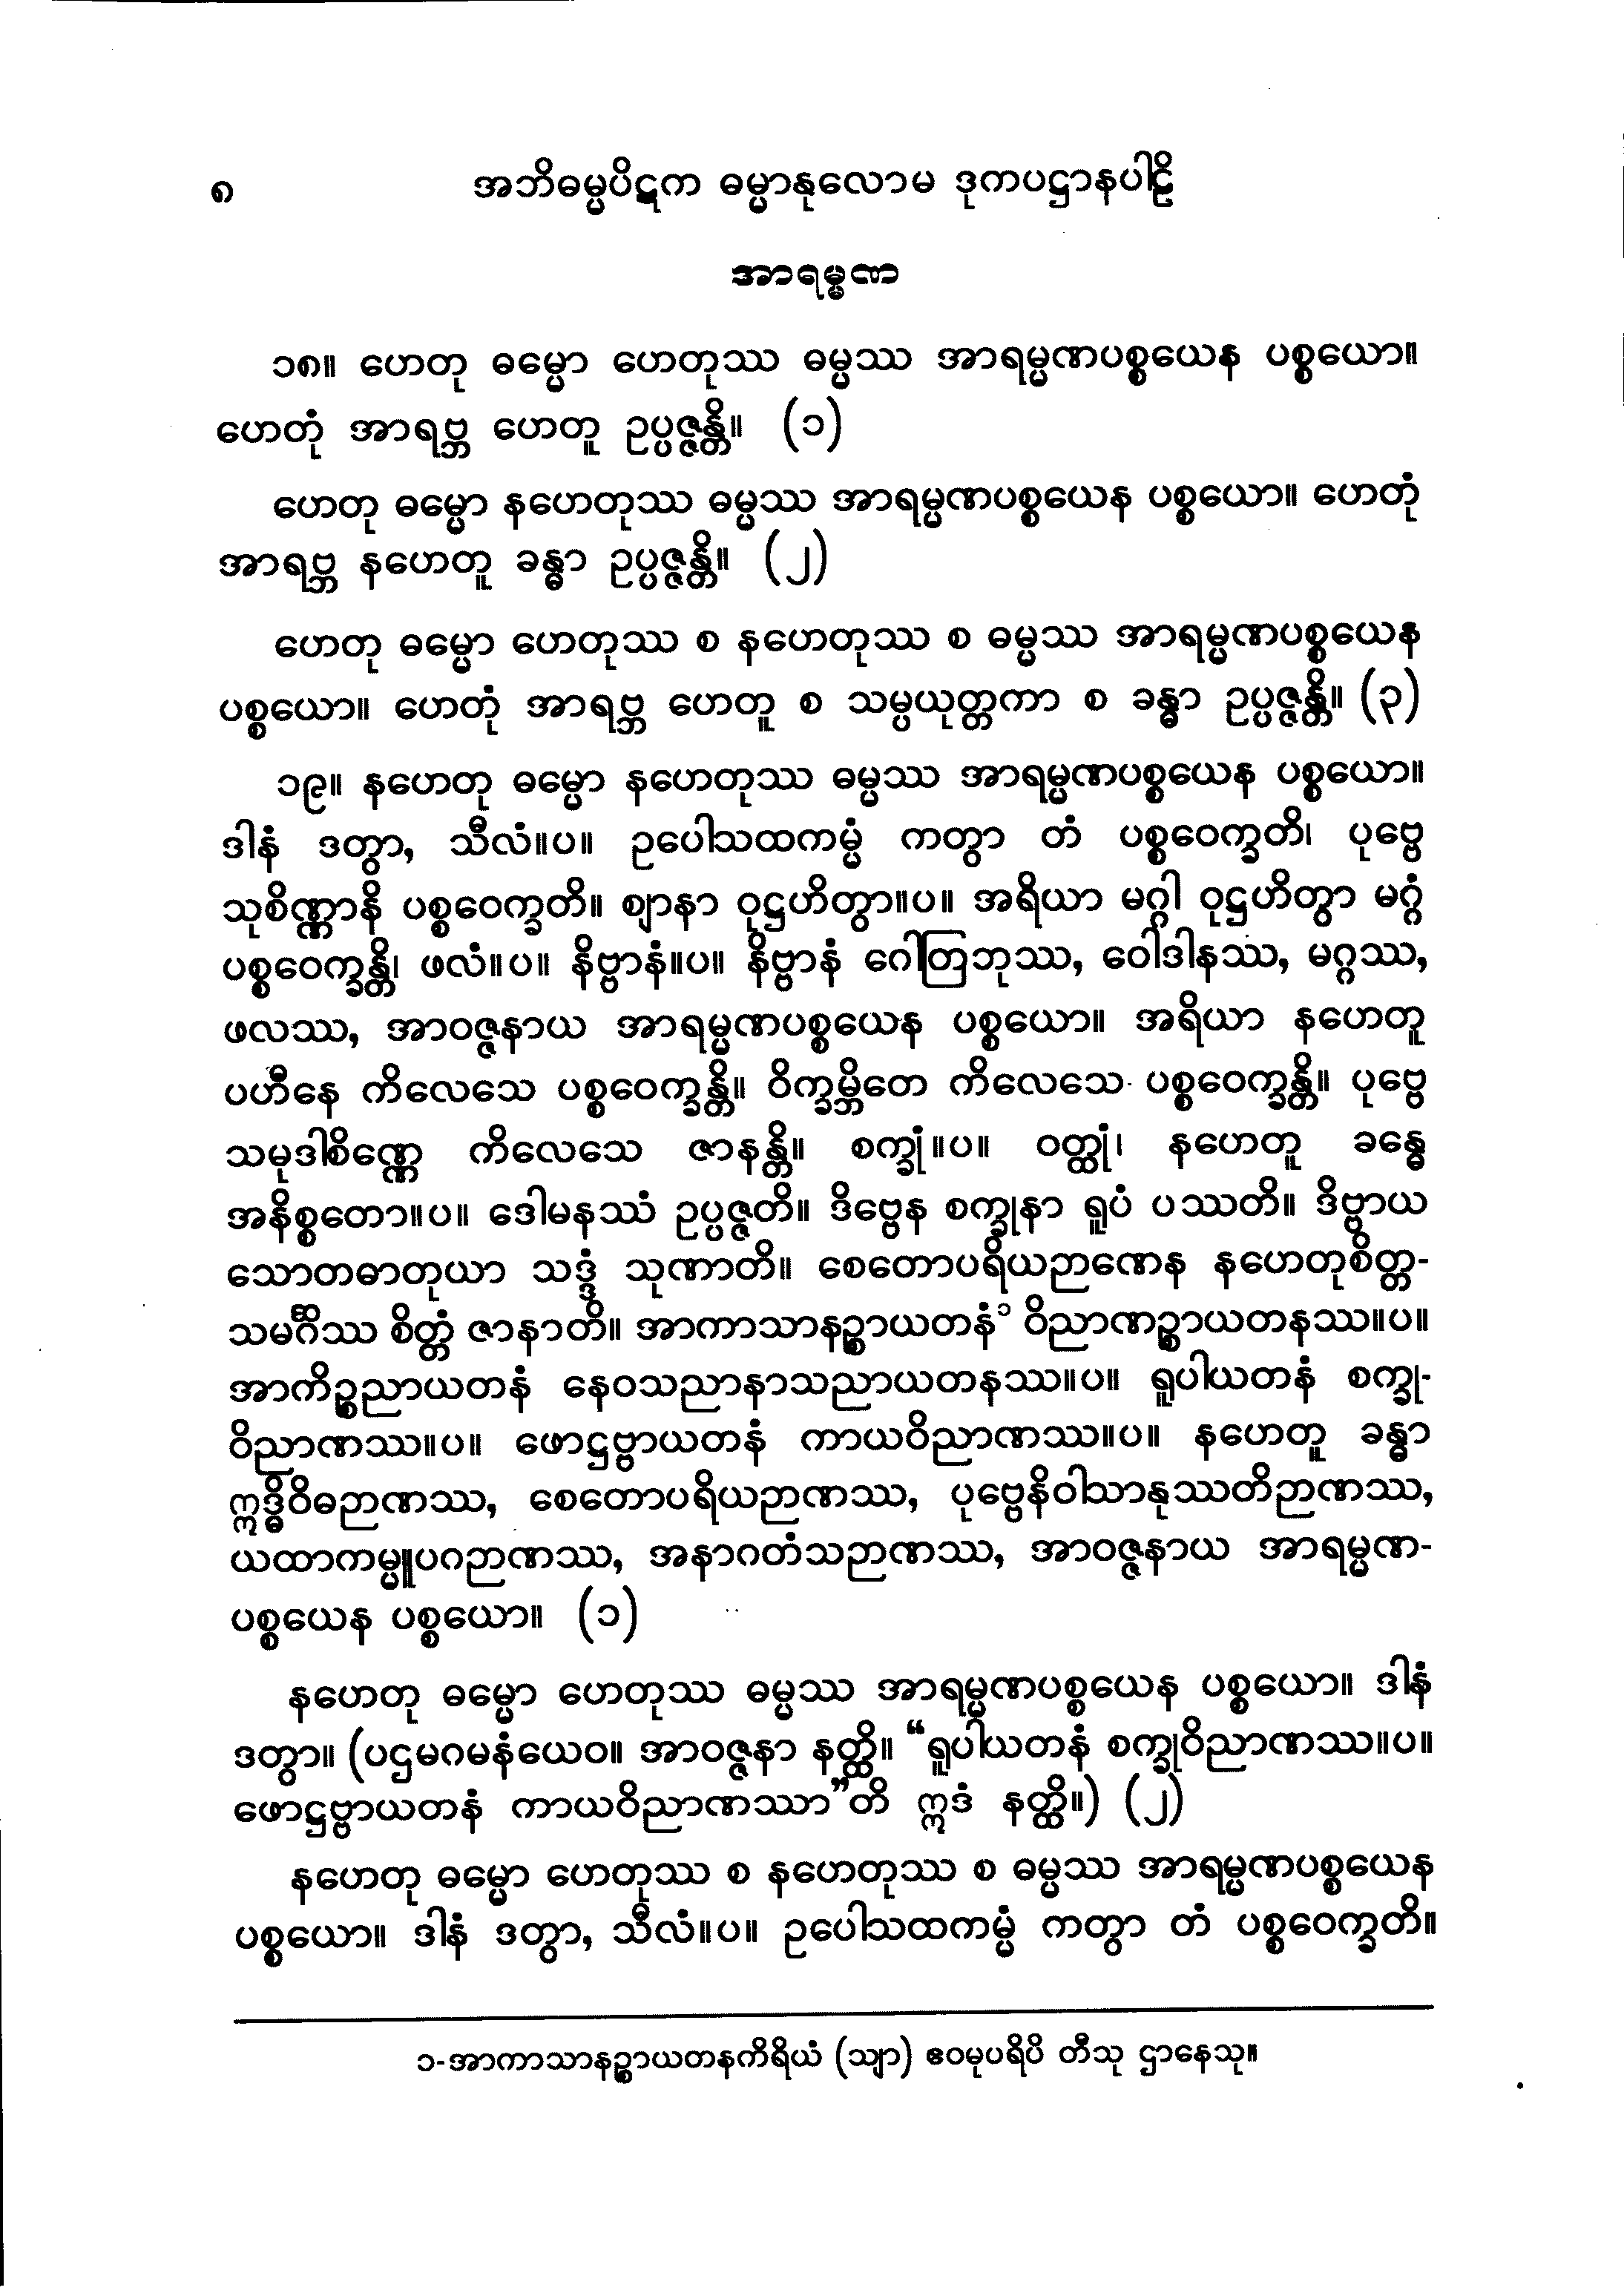 ၈ အဘိဓမ္မပိဋက ဓမ္မာနုလောမ ဒုကပဋ္ဌာနပါဠိ
အာရမ္မဏ
၁၈။ ဟေတု ဓမ္မော ဟေတုဿ ဓမ္မဿ အာရမ္မဏပစ္စယေန ပစ္စယော။
ဟေတုံ အာရဗ္ဘ ဟေတူ ဥပ္ပဇ္ဇန္တိ။ (၁)
ဟေတု ဓမ္မော နဟေတုဿ ဓမ္မဿ အာရမ္မဏပစ္စယေန ပစ္စယော။ ဟေတုံ
အာရဗ္ဘ နဟေတူ ခန္ဓာ ဥပ္ပဇ္ဇန္တိ။ (၂)
ဟေတု ဓမ္မော ဟေတုဿ စ နဟေတုဿ စ ဓမ္မဿ အာရမ္မဏပစ္စယေန
ပစ္စယော။ ဟေတုံ အာရဗ္ဘ ဟေတူ စ သမ္ပယုတ္တကာ စ ခန္ဓာ ဥပ္ပဇ္ဇန္တိ။ (၃)
၁၉။ နဟေတု ဓမ္မော နဟေတုဿ ဓမ္မဿ အာရမ္မဏပစ္စယေန ပစ္စယော။
ဒါနံ ဒတွာ, သီလံ။ပ။ ဥပေါသထကမ္မံ ကတွာ တံ ပစ္စဝေက္ခတိ၊ ပုဗ္ဗေ
သုစိဏ္ဏာနိ ပစ္စဝေက္ခတိ။ ဈာနာ ဝုဋ္ဌဟိတွာ။ပ။ အရိယာ မဂ္ဂါ ဝုဋ္ဌဟိတွာ မဂ္ဂံ
ပစ္စဝေက္ခန္တိ၊ ဖလံ။ပ။ နိဗ္ဗာနံ။ပ။ နိဗ္ဗာနံ ဂေါတြဘုဿ, ဝေါဒါနဿ, မဂ္ဂဿ,
ဖလဿ, အာဝဇ္ဇနာယ အာရမ္မဏပစ္စယေန ပစ္စယော။ အရိယာ နဟေတူ
ပဟီနေ ကိလေသေ ပစ္စဝေက္ခန္တိ။ ဝိက္ခမ္ဘိတေ ကိလေသေ ပစ္စဝေက္ခန္တိ။ ပုဗ္ဗေ
သမုဒါစိဏ္ဏေ ကိလေသေ ဇာနန္တိ။ စက္ခုံ။ပ။ ဝတ္ထုံ၊ နဟေတူ ခန္ဓေ
အနိစ္စတော။ပ။ ဒေါမနဿံ ဥပ္ပဇ္ဇတိ။ ဒိဗ္ဗေန စက္ခုနာ ရူပံ ပဿတိ။ ဒိဗ္ဗာယ
သောတဓာတုယာ သဒ္ဒံ သုဏာတိ။ စေတောပရိယဉာဏေန နဟေတုစိတ္တ-
သမင်္ဂိဿ စိတ္တံ ဇာနာတိ။ အာကာသာနဉ္စာယတနံ၁ ဝိညာဏဉ္စာယတနဿ။ပ။
အာကိဉ္စညာယတနံ နေဝသညာနာသညာယတနဿ။ပ။ ရူပါယတနံ စက္ခု-
ဝိညာဏဿ။ပ။ ဖောဋ္ဌဗ္ဗာယတနံ ကာယဝိညာဏဿ။ပ။ နဟေတူ ခန္ဓာ
ဣဒ္ဓိဝိဓဉာဏဿ, စေတောပရိယဉာဏဿ, ပုဗ္ဗေနိဝါသာနုဿတိဉာဏဿ,
ယထာကမ္မူပဂဉာဏဿ, အနာဂတံသဉာဏဿ, အာဝဇ္ဇနာယ အာရမ္မဏ-
ပစ္စယေန ပစ္စယော။ (၁)
နဟေတု ဓမ္မော ဟေတုဿ ဓမ္မဿ အာရမ္မဏပစ္စယေန ပစ္စယော။ ဒါနံ
ဒတွာ။ (ပဌမဂမနံယေဝ။ အာဝဇ္ဇနာ နတ္ထိ။ “ရူပါယတနံ စက္ခုဝိညာဏဿ။ပ။
ဖောဋ္ဌဗ္ဗာယတနံ ကာယဝိညာဏဿာ”တိ ဣဒံ နတ္ထိ။) (၂)
နဟေတု ဓမ္မော ဟေတုဿ စ နဟေတုဿ စ ဓမ္မဿ အာရမ္မဏပစ္စယေန
ပစ္စယော။ ဒါနံ ဒတွာ, သီလံ။ပ။ ဥပေါသထကမ္မံ ကတွာ တံ ပစ္စဝေက္ခတိ။
၁-အာကာသာနဉ္စာယတနကိရိယံ (သျာ) ဧဝမုပရိပိ တီသု ဌာနေသု။